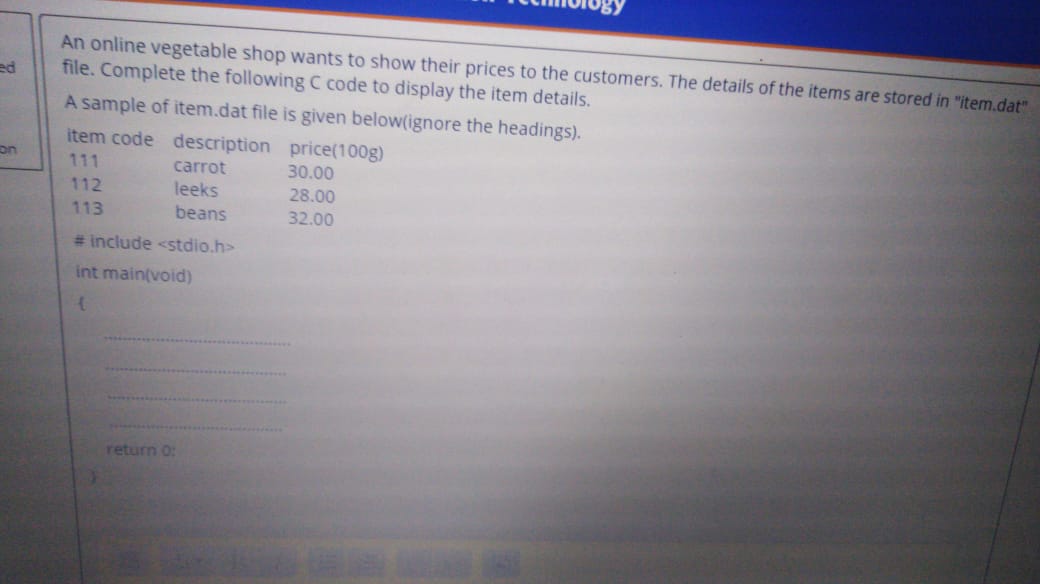 ed
on
An online vegetable shop wants to show their prices to the customers. The details of the items are stored in "item.dat"
file. Complete the following C code to display the item details.
A sample of item.dat file is given below(ignore the headings).
item code description price(100g)
111 carrot 30.00
112 leeks 28.00
113 beans 32.00
# include <stdio.h>
int main(void)
{
............................................
............................................
............................................
............................................
return 0;
}